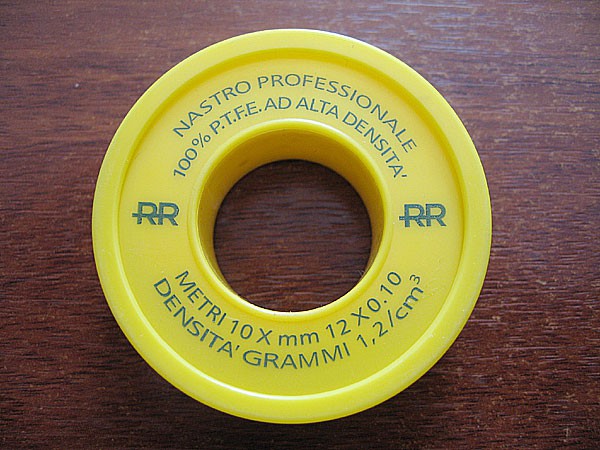 NASTRO PROFESSIONALE
100% P.T.F.E. AD ALTA DENSITA'
RR RR
METRI 10 X mm 12 X 0.10
DENSITA' GRAMMI 1,2/cm³